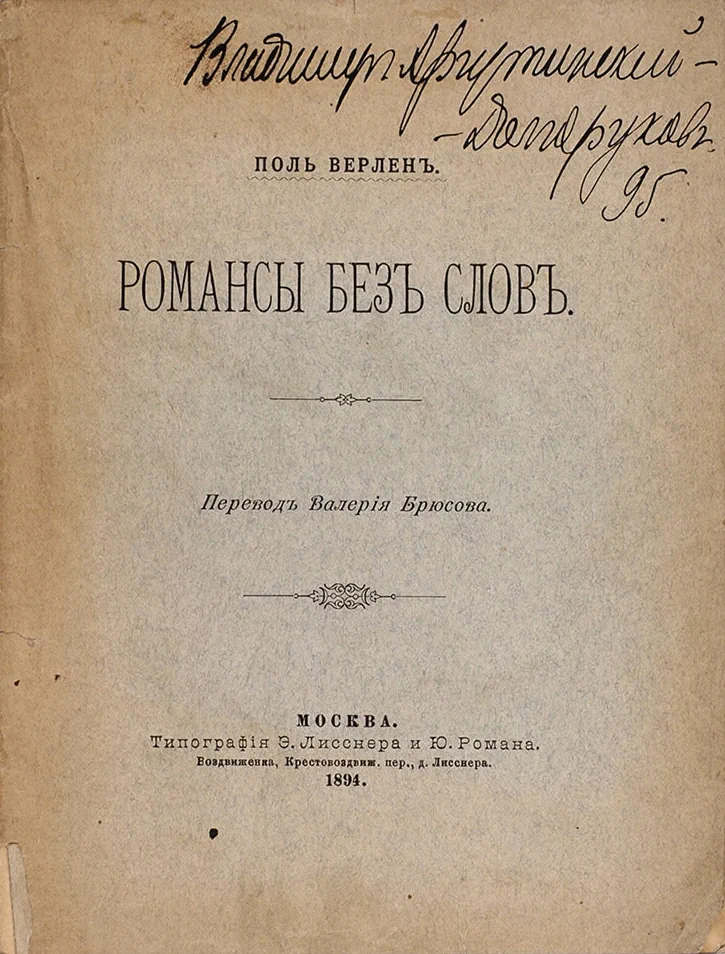 Владимир Аргутинский-
-Долгоруков.
95.
ПОЛЬ ВЕРЛЕНЪ.
РОМАНСЫ БЕЗЪ СЛОВЪ.
Переводъ Валерія Брюсова.
МОСКВА.
Типографія Э. Лисснера и Ю. Романа.
Воздвиженка, Крестовоздвиж. пер., д. Лисснера.
1894.